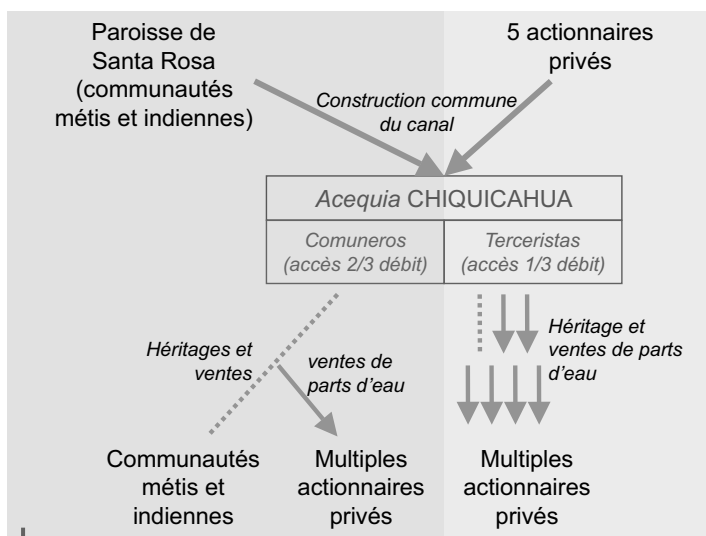 Paroisse de
Santa Rosa
(communautés
métis et indiennes)
5 actionnaires
privés
Construction commune
du canal
Acequia CHIQUICAHUA
Comuneros
(accès 2/3 débit)
Terceristas
(accès 1/3 débit)
Héritages et
ventes
ventes de
parts d’eau
Héritage et
ventes de parts
d’eau
Communautés
métis et
indiennes
Multiples
actionnaires
privés
Multiples
actionnaires
privés